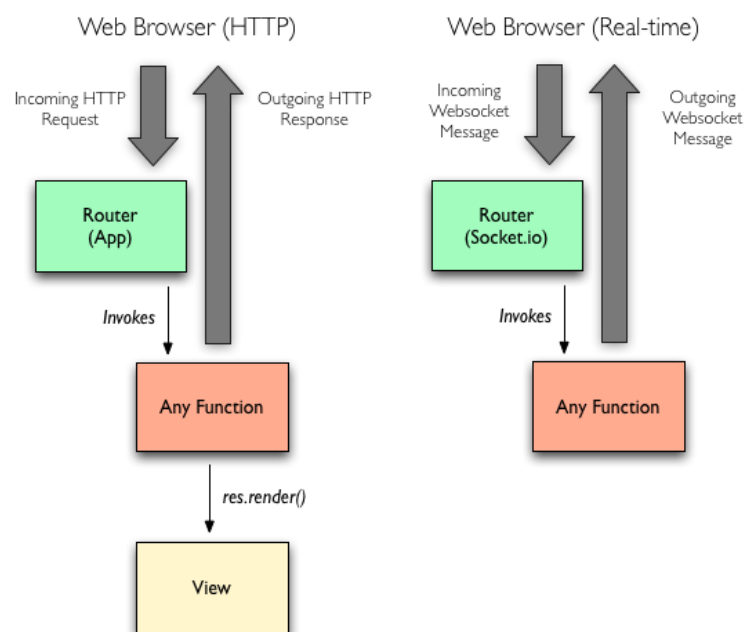 Web Browser (HTTP)
Incoming HTTP
Request
Outgoing HTTP
Response
Router
(App)
Invokes
Any Function
res.render()
View
Web Browser (Real-time)
Incoming
Websocket
Message
Outgoing
Websocket
Message
Router
(Socket.io)
Invokes
Any Function